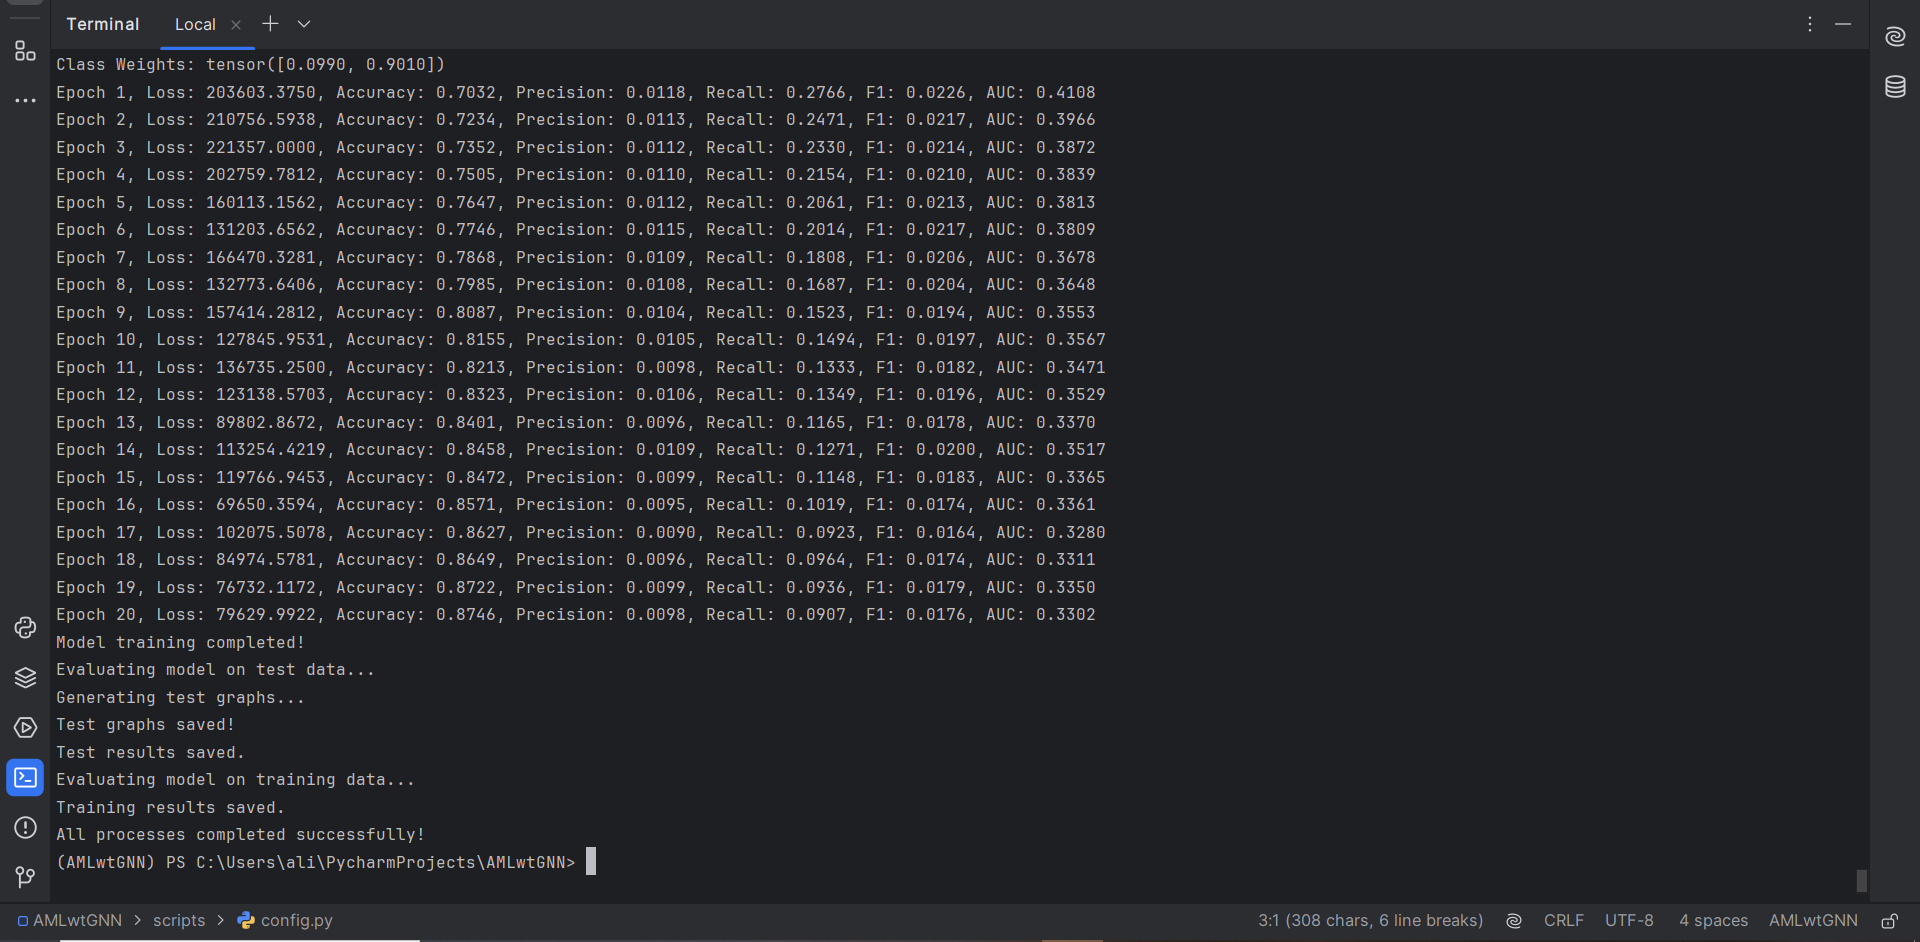 Terminal Local
Class Weights: tensor([0.0990, 0.9010])
Epoch 1, Loss: 203603.3750, Accuracy: 0.7032, Precision: 0.0118, Recall: 0.2766, F1: 0.0226, AUC: 0.4108
Epoch 2, Loss: 210756.5938, Accuracy: 0.7234, Precision: 0.0113, Recall: 0.2471, F1: 0.0217, AUC: 0.3966
Epoch 3, Loss: 221357.0000, Accuracy: 0.7352, Precision: 0.0112, Recall: 0.2330, F1: 0.0214, AUC: 0.3872
Epoch 4, Loss: 202759.7812, Accuracy: 0.7505, Precision: 0.0110, Recall: 0.2154, F1: 0.0210, AUC: 0.3839
Epoch 5, Loss: 160113.1562, Accuracy: 0.7647, Precision: 0.0112, Recall: 0.2061, F1: 0.0213, AUC: 0.3813
Epoch 6, Loss: 131203.6562, Accuracy: 0.7746, Precision: 0.0115, Recall: 0.2014, F1: 0.0217, AUC: 0.3809
Epoch 7, Loss: 166470.3281, Accuracy: 0.7868, Precision: 0.0109, Recall: 0.1808, F1: 0.0206, AUC: 0.3678
Epoch 8, Loss: 132773.6406, Accuracy: 0.7985, Precision: 0.0108, Recall: 0.1687, F1: 0.0204, AUC: 0.3648
Epoch 9, Loss: 157414.2812, Accuracy: 0.8087, Precision: 0.0104, Recall: 0.1523, F1: 0.0194, AUC: 0.3553
Epoch 10, Loss: 127845.9531, Accuracy: 0.8155, Precision: 0.0105, Recall: 0.1494, F1: 0.0197, AUC: 0.3567
Epoch 11, Loss: 136735.2500, Accuracy: 0.8213, Precision: 0.0098, Recall: 0.1333, F1: 0.0182, AUC: 0.3471
Epoch 12, Loss: 123138.5703, Accuracy: 0.8323, Precision: 0.0106, Recall: 0.1349, F1: 0.0196, AUC: 0.3529
Epoch 13, Loss: 89802.8672, Accuracy: 0.8401, Precision: 0.0096, Recall: 0.1165, F1: 0.0178, AUC: 0.3370
Epoch 14, Loss: 113254.4219, Accuracy: 0.8458, Precision: 0.0109, Recall: 0.1271, F1: 0.0200, AUC: 0.3517
Epoch 15, Loss: 119766.9453, Accuracy: 0.8472, Precision: 0.0099, Recall: 0.1148, F1: 0.0183, AUC: 0.3365
Epoch 16, Loss: 69650.3594, Accuracy: 0.8571, Precision: 0.0095, Recall: 0.1019, F1: 0.0174, AUC: 0.3361
Epoch 17, Loss: 102075.5078, Accuracy: 0.8627, Precision: 0.0090, Recall: 0.0923, F1: 0.0164, AUC: 0.3280
Epoch 18, Loss: 84974.5781, Accuracy: 0.8649, Precision: 0.0096, Recall: 0.0964, F1: 0.0174, AUC: 0.3311
Epoch 19, Loss: 76732.1172, Accuracy: 0.8722, Precision: 0.0099, Recall: 0.0936, F1: 0.0179, AUC: 0.3350
Epoch 20, Loss: 79629.9922, Accuracy: 0.8746, Precision: 0.0098, Recall: 0.0907, F1: 0.0176, AUC: 0.3302
Model training completed!
Evaluating model on test data...
Generating test graphs...
Test graphs saved!
Test results saved.
Evaluating model on training data...
Training results saved.
All processes completed successfully!
(AMLwtGNN) PS C:\Users\ali\PycharmProjects\AMLwtGNN>
AMLwtGNN > scripts > config.py 3:1 (308 chars, 6 line breaks) CRLF UTF-8 4 spaces AMLwtGNN